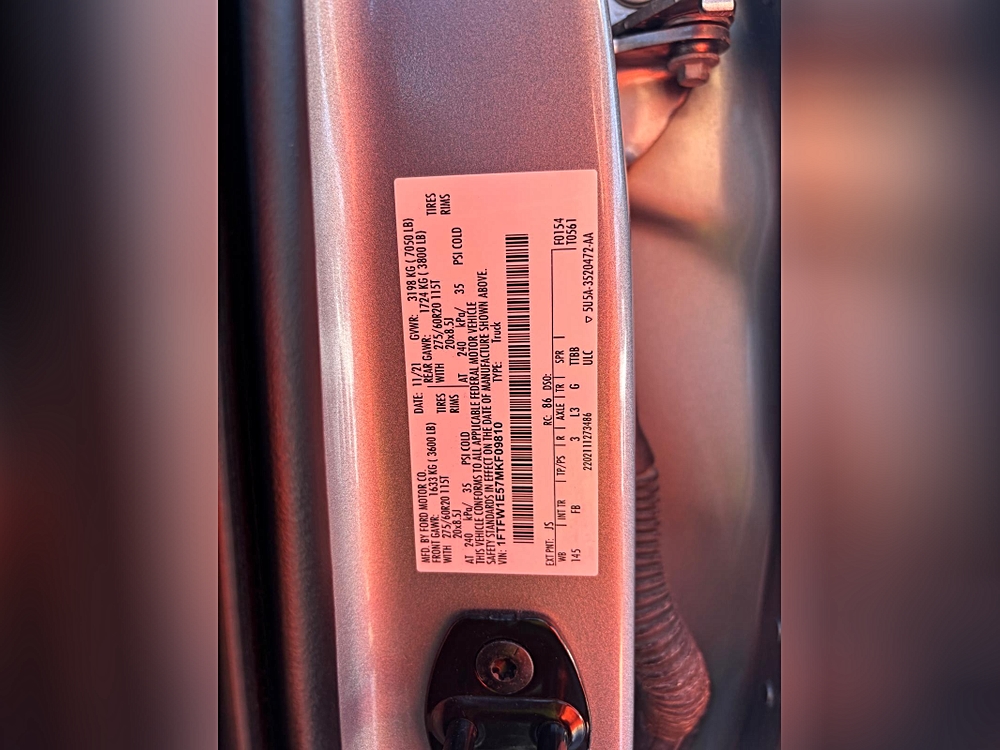 MFD. BY FORD MOTOR CO.
DATE: 11/21 GVWR: 3198 KG ( 7050 LB)
FRONT GAWR: 1633 KG ( 3600 LB) REAR GAWR: 1724 KG ( 3800 LB)
WITH 275/60R20 115T TIRES WITH 275/60R20 115T TIRES
20x8.5J RIMS 20x8.5J RIMS
AT 240 kPa/ 35 PSI COLD AT 240 kPa/ 35 PSI COLD
THIS VEHICLE CONFORMS TO ALL APPLICABLE FEDERAL MOTOR VEHICLE
SAFETY STANDARDS IN EFFECT ON THE DATE OF MANUFACTURE SHOWN ABOVE.
VIN: 1FTFW1E57MKF09810 TYPE: Truck
EXT PNT: JS RC: 86 DSO: F0154
WB INT TR TP/PS R AXLE TR SPR T0561
145 FB 3 L3 G TTBB
2202111273486 ULC ▽ 5U5A-3520472-AA